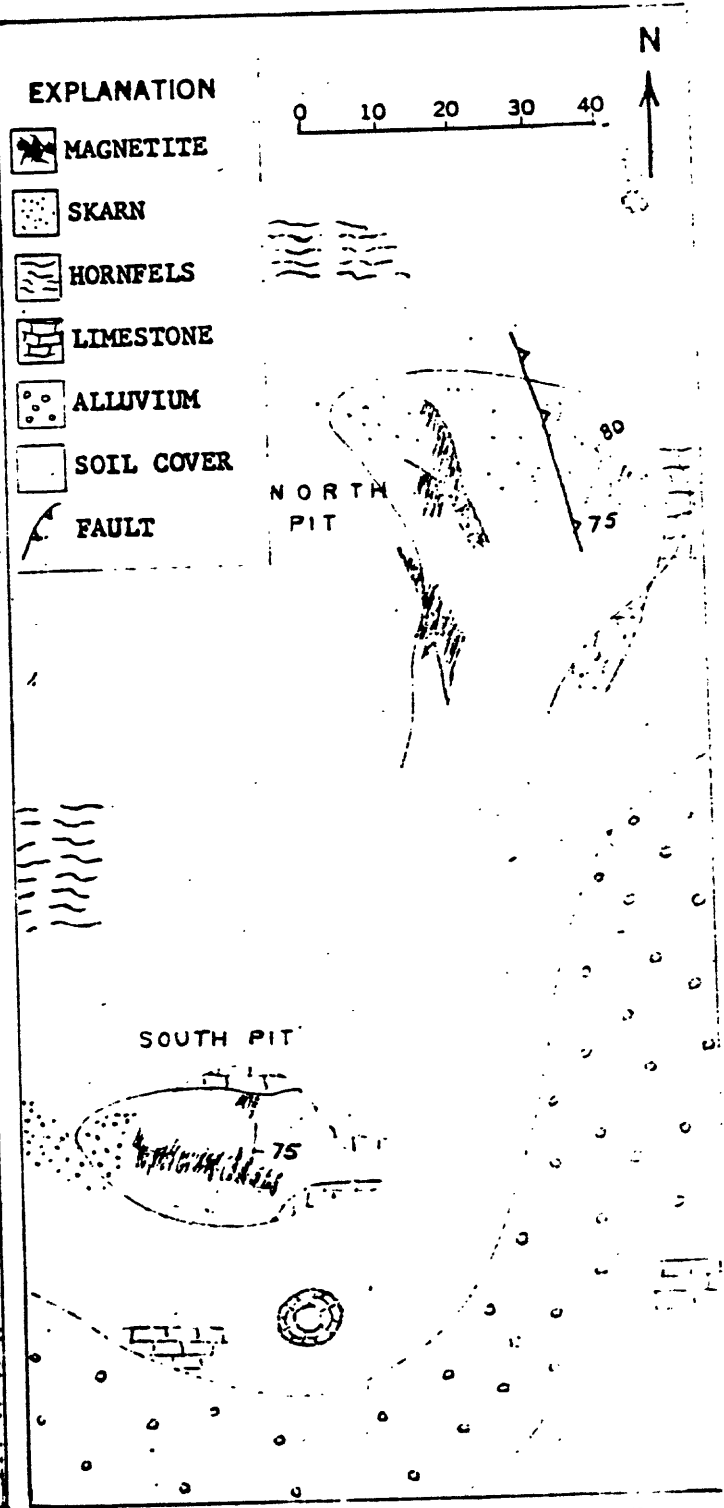 N
EXPLANATION
0 10 20 30 40
MAGNETITE
SKARN
HORNFELS
LIMESTONE
ALLUVIUM
SOIL COVER
FAULT
80
NORTH
PIT
75
SOUTH PIT
75